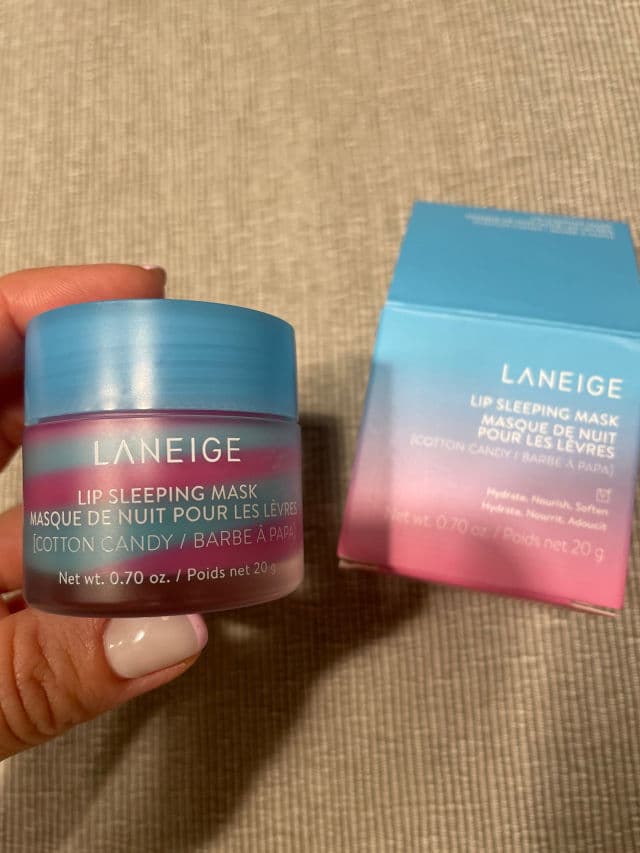 LANEIGE
LIP SLEEPING MASK
MASQUE DE NUIT POUR LES LÈVRES
[COTTON CANDY / BARBE À PAPA]
Net wt. 0.70 oz. / Poids net 20 g
LANEIGE
LIP SLEEPING MASK
MASQUE DE NUIT
POUR LES LÈVRES
[COTTON CANDY / BARBE À PAPA]
Hydrate. Nourish. Soften
Hydrate. Nourrit. Adoucit
Net wt. 0.70 oz. / Poids net 20 g